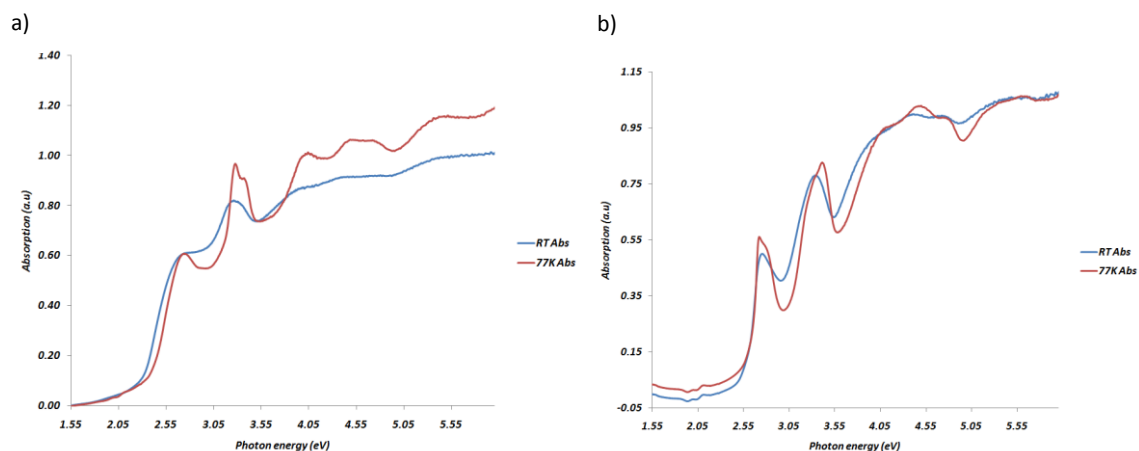 a)
1.40
1.20
1.00
0.80
0.60
0.40
0.20
0.00
Absorption (a.u)
1.55 2.05 2.55 3.05 3.55 4.05 4.55 5.05 5.55
Photon energy (eV)
RT Abs
77K Abs
b)
1.15
0.95
0.75
0.55
0.35
0.15
-0.05
Absorption (a.u)
1.55 2.05 2.55 3.05 3.55 4.05 4.55 5.05 5.55
Photon energy (eV)
RT Abs
77K Abs